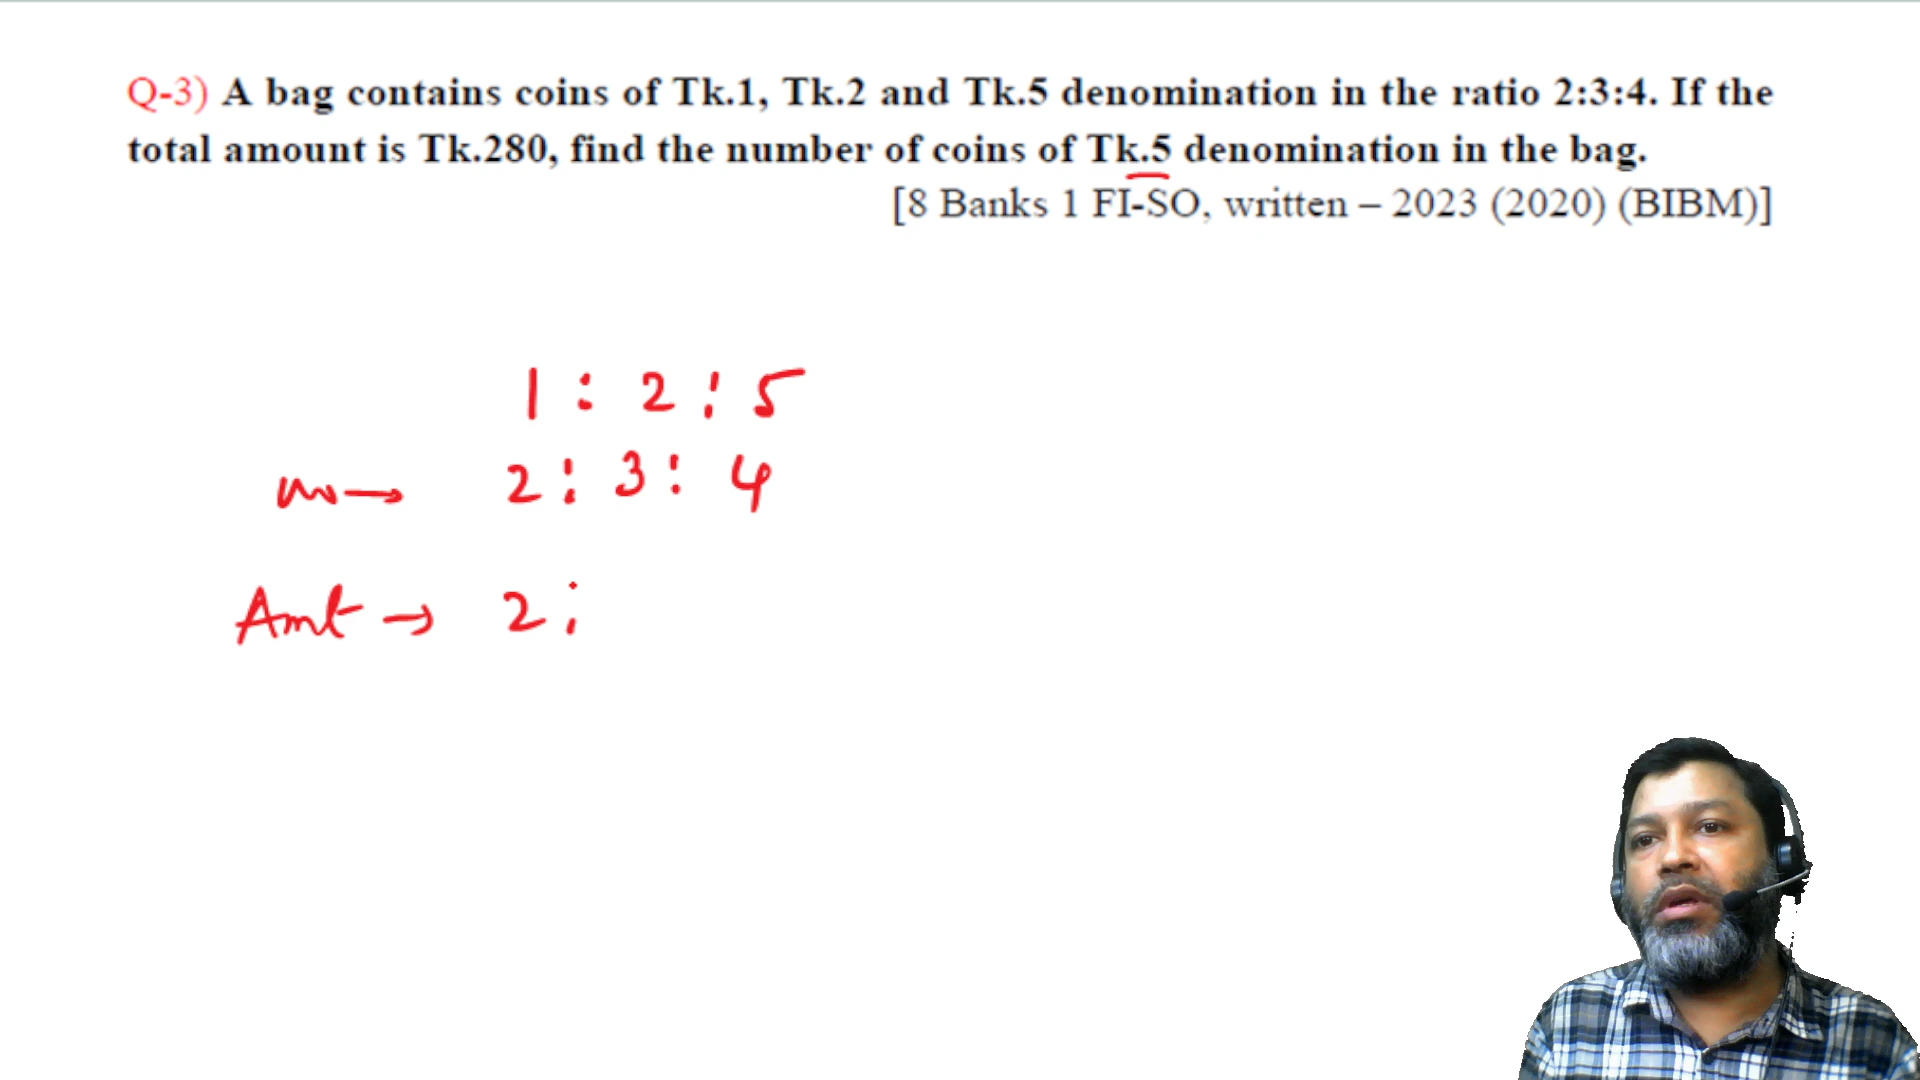 Q-3) A bag contains coins of Tk.1, Tk.2 and Tk.5 denomination in the ratio 2:3:4. If the
total amount is Tk.280, find the number of coins of Tk.5 denomination in the bag.
[8 Banks 1 FI-SO, written – 2023 (2020) (BIBM)]
1 : 2 : 5
→ 2 : 3 : 4
Amt → 2 :